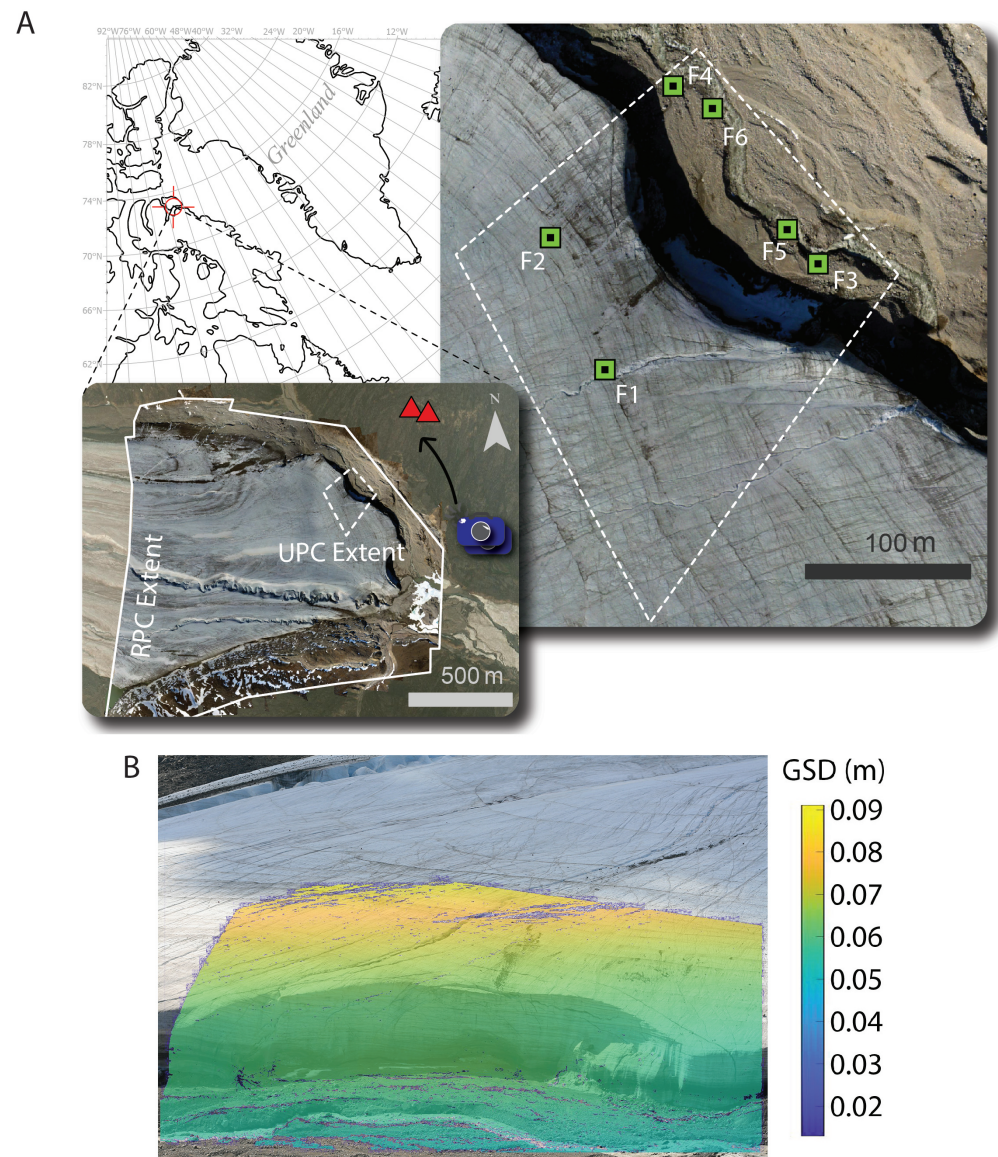 A
92°W 76°W 60°W 48°W 40°W 32°W 24°W 20°W 16°W 12°W
82°N
78°N
74°N
70°N
66°N
62°
Greenland
F4
F6
F5
F3
F2
F1
100 m
N
UPC Extent
RPC Extent
500 m
B
GSD (m)
0.09
0.08
0.07
0.06
0.05
0.04
0.03
0.02